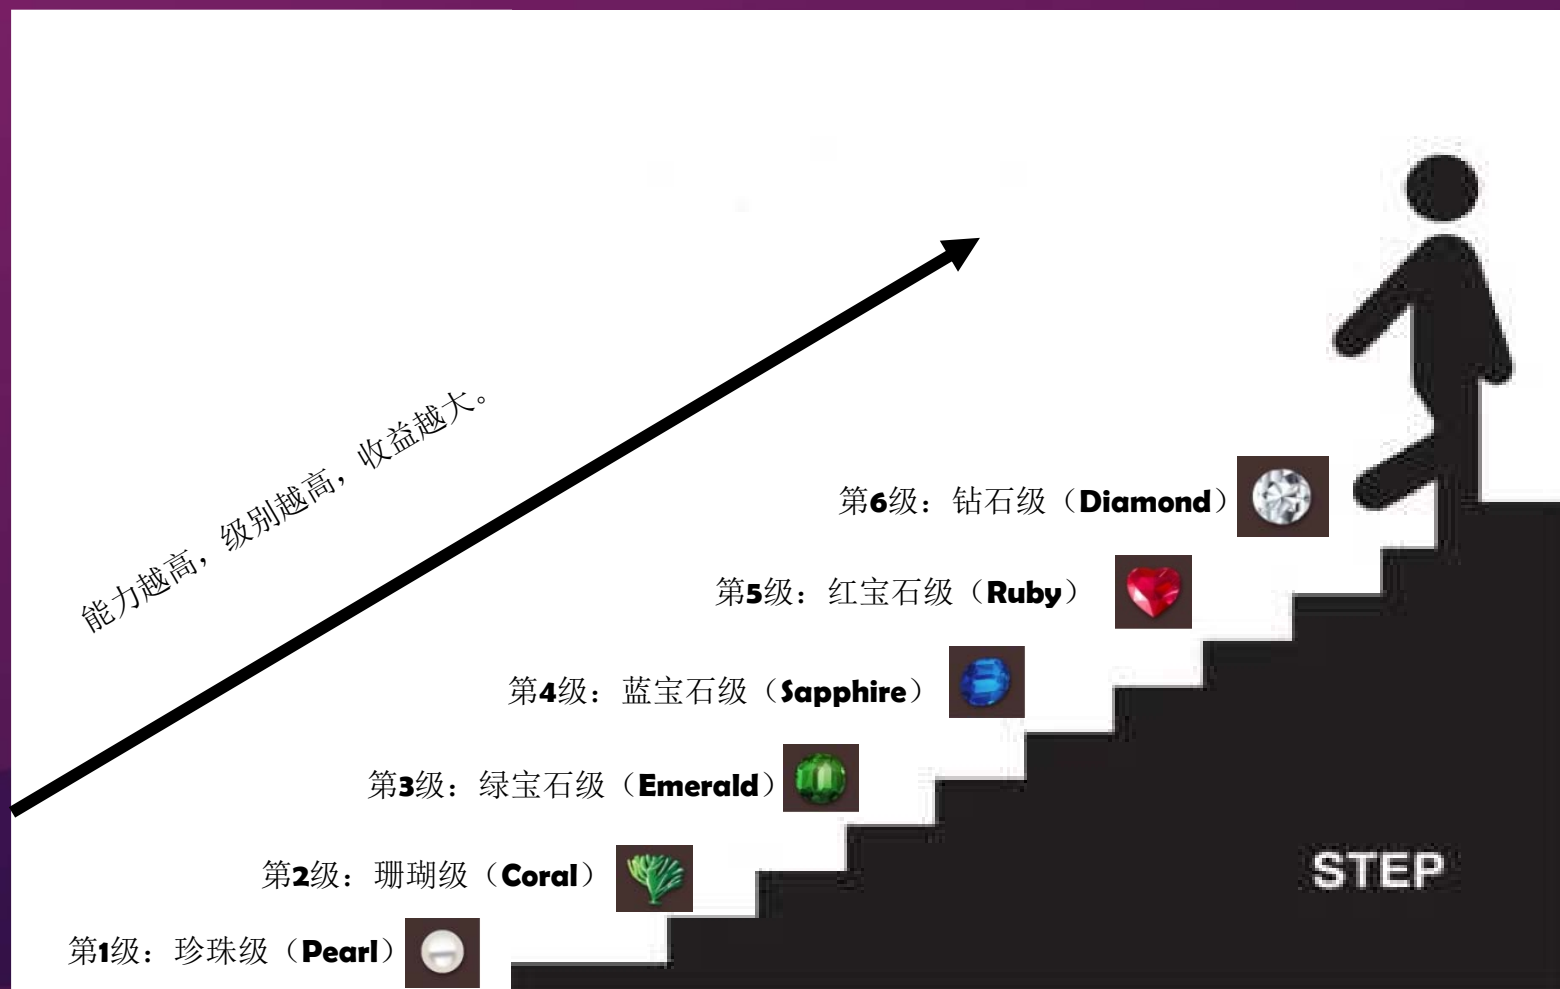 能力越高，级别越高，收益越大。
第6级：钻石级（Diamond）
第5级：红宝石级（Ruby）
第4级：蓝宝石级（Sapphire）
第3级：绿宝石级（Emerald）
第2级：珊瑚级（Coral）
第1级：珍珠级（Pearl）
STEP